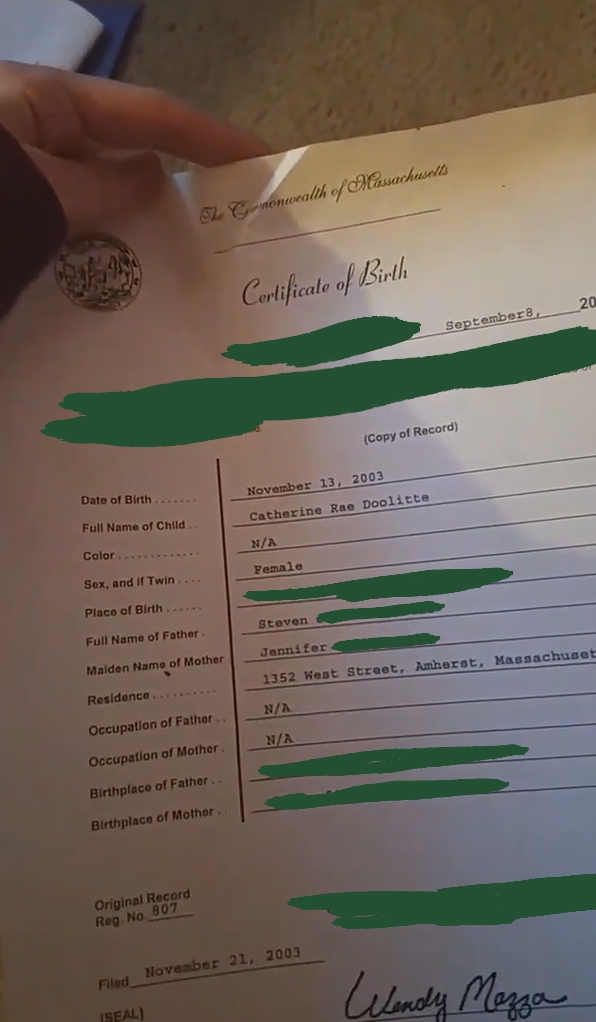 The Commonwealth of Massachusetts
Certificate of Birth
September8, 20
(Copy of Record)
Date of Birth ....... November 13, 2003
Full Name of Child .. Catherine Rae Doolitte
Color ............. N/A
Sex, and if Twin .... Female
Place of Birth ......
Full Name of Father . Steven
Maiden Name of Mother Jennifer
Residence .......... 1352 West Street, Amherst, Massachuset
Occupation of Father .. N/A
Occupation of Mother . N/A
Birthplace of Father ..
Birthplace of Mother ..
Original Record
Reg. No. 807
Filed November 21, 2003
Wendy Mazza
[SEAL]